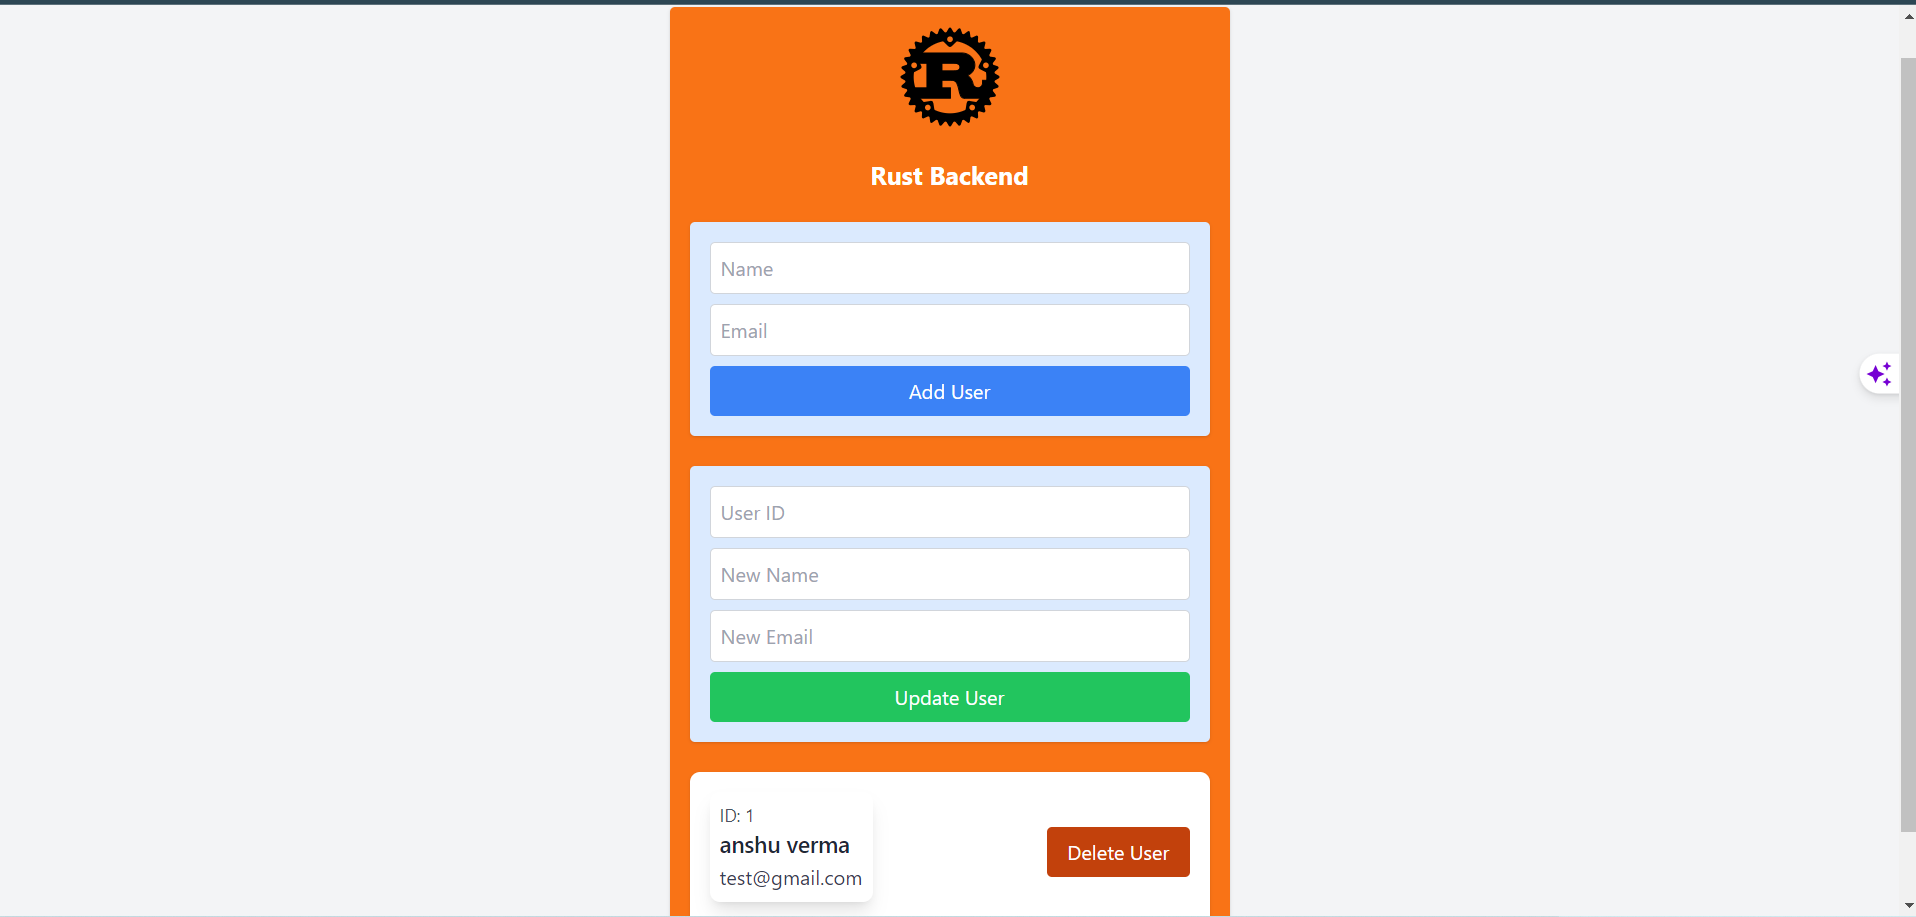 R
Rust Backend
Name
Email
Add User
User ID
New Name
New Email
Update User
ID: 1
anshu verma
test@gmail.com
Delete User